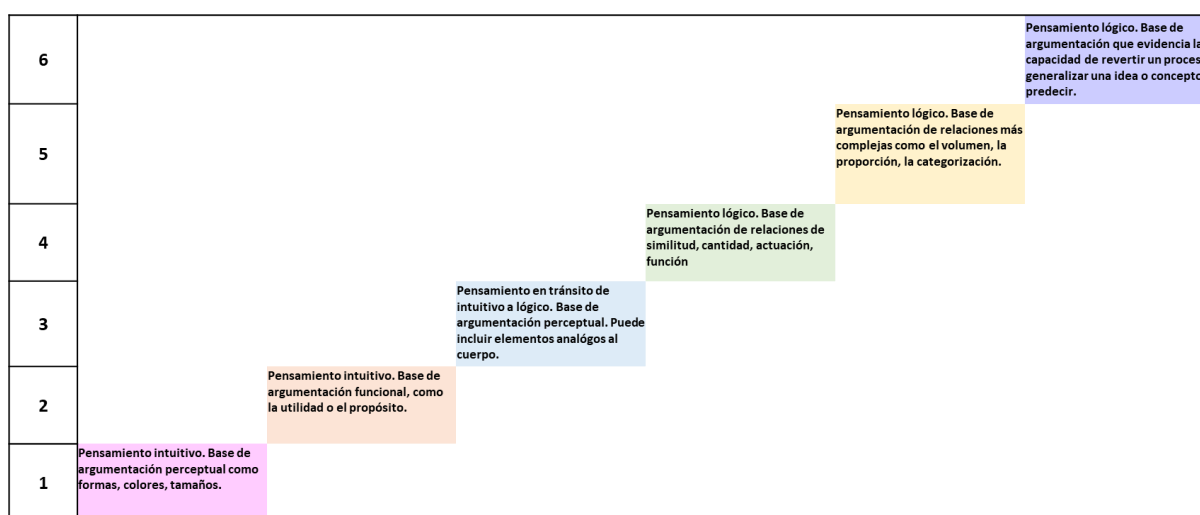 6
Pensamiento lógico. Base de
argumentación que evidencia la
capacidad de revertir un proces
generalizar una idea o concepto
predecir.
5
Pensamiento lógico. Base de
argumentación de relaciones más
complejas como el volumen, la
proporción, la categorización.
4
Pensamiento lógico. Base de
argumentación de relaciones de
similitud, cantidad, actuación,
función
3
Pensamiento en tránsito de
intuitivo a lógico. Base de
argumentación perceptual. Puede
incluir elementos analógos al
cuerpo.
2
Pensamiento intuitivo. Base de
argumentación funcional, como
la utilidad o el propósito.
1
Pensamiento intuitivo. Base de
argumentación perceptual como
formas, colores, tamaños.